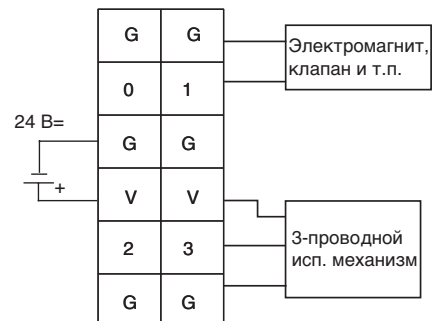 G G
Электромагнит,
клапан и т.п.
0 1
24 В=
G G
+
V V
2 3
3-проводной
исп. механизм
G G